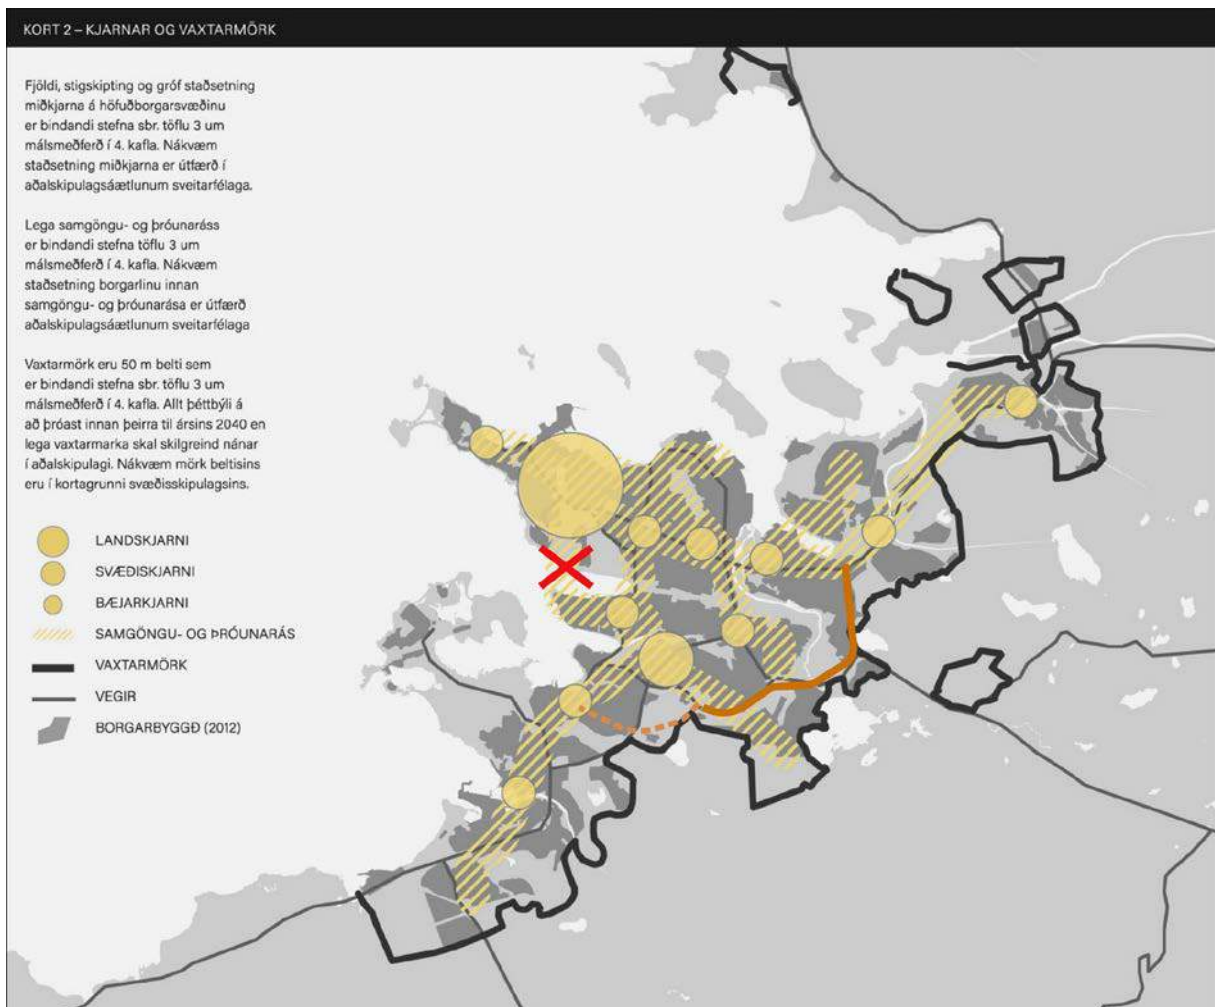 KORT 2 – KJARNAR OG VAXTARMÖRK
Fjöldi, stigskipting og gróf staðsetning
miðkjarna á höfuðborgarsvæðinu
er bindandi stefna sbr. töflu 3 um
málsmeðferð í 4. kafla. Nákvæm
staðsetning miðkjarna er útfærð í
aðalskipulagsáætlunum sveitarfélaga.
Lega samgöngu- og þróunaráss
er bindandi stefna töflu 3 um
málsmeðferð í 4. kafla. Nákvæm
staðsetning borgarlínu innan
samgöngu- og þróunarása er útfærð
aðalskipulagsáætlunum sveitarfélaga
Vaxtarmörk eru 50 m belti sem
er bindandi stefna sbr. töflu 3 um
málsmeðferð í 4. kafla. Allt þéttbýli á
að þróast innan þeirra til ársins 2040 en
lega vaxtarmarka skal skilgreind nánar
í aðalskipulagi. Nákvæm mörk beltisins
eru í kortagrunni svæðisskipulagsins.
LANDSKJARNI
SVÆÐISKJARNI
BÆJARKJARNI
SAMGÖNGU- OG ÞRÓUNARÁS
VAXTARMÖRK
VEGIR
BORGARBYGGÐ (2012)